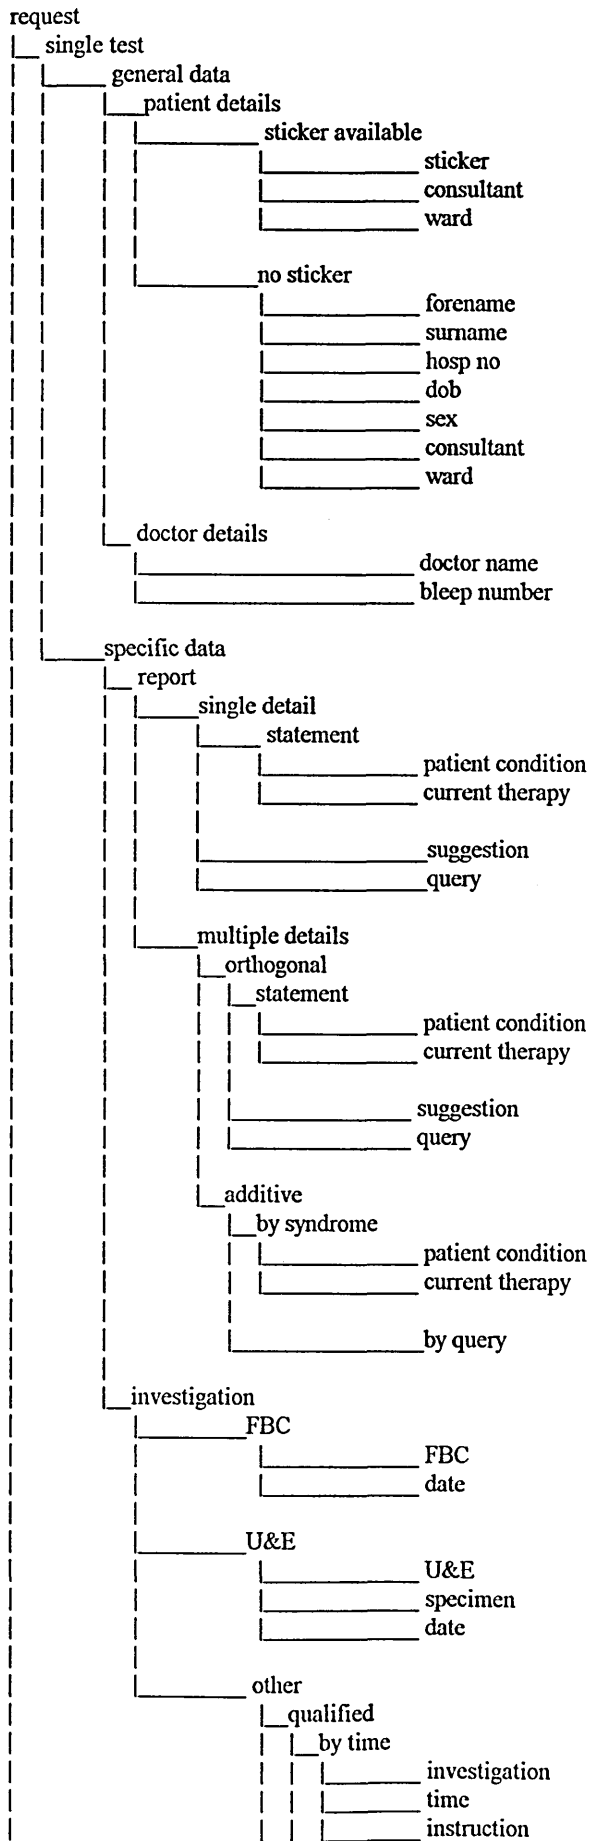 request
single test
general data
patient details
sticker available
sticker
consultant
ward
no sticker
forename
surname
hosp no
dob
sex
consultant
ward
doctor details
doctor name
bleep number
specific data
report
single detail
statement
patient condition
current therapy
suggestion
query
multiple details
orthogonal
statement
patient condition
current therapy
suggestion
query
additive
by syndrome
patient condition
current therapy
by query
investigation
FBC
FBC
date
U&E
U&E
specimen
date
other
qualified
by time
investigation
time
instruction